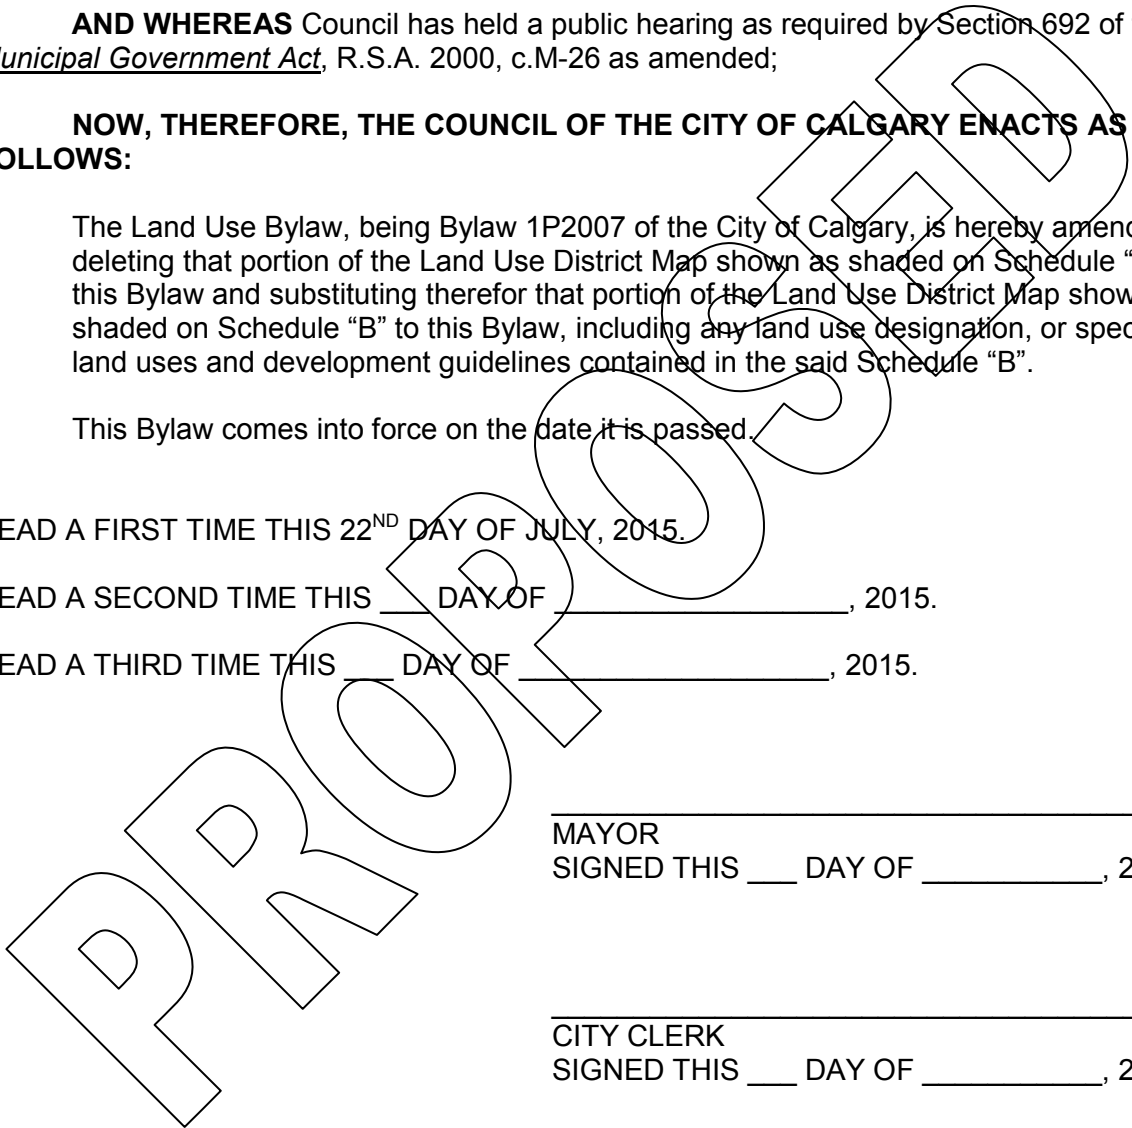 AND WHEREAS Council has held a public hearing as required by Section 692 of
unicipal Government Act, R.S.A. 2000, c.M-26 as amended;
NOW, THEREFORE, THE COUNCIL OF THE CITY OF CALGARY ENACTS AS
OLLOWS:
The Land Use Bylaw, being Bylaw 1P2007 of the City of Calgary, is hereby amend
deleting that portion of the Land Use District Map shown as shaded on Schedule “
this Bylaw and substituting therefor that portion of the Land Use District Map show
shaded on Schedule “B” to this Bylaw, including any land use designation, or spec
land uses and development guidelines contained in the said Schedule “B”.
This Bylaw comes into force on the date it is passed.
EAD A FIRST TIME THIS 22ND DAY OF JULY, 2015.
EAD A SECOND TIME THIS ___ DAY OF ___________________, 2015.
EAD A THIRD TIME THIS ___ DAY OF ___________________, 2015.
MAYOR
SIGNED THIS ___ DAY OF ___________, 2
CITY CLERK
SIGNED THIS ___ DAY OF ___________, 2
PROPOSED